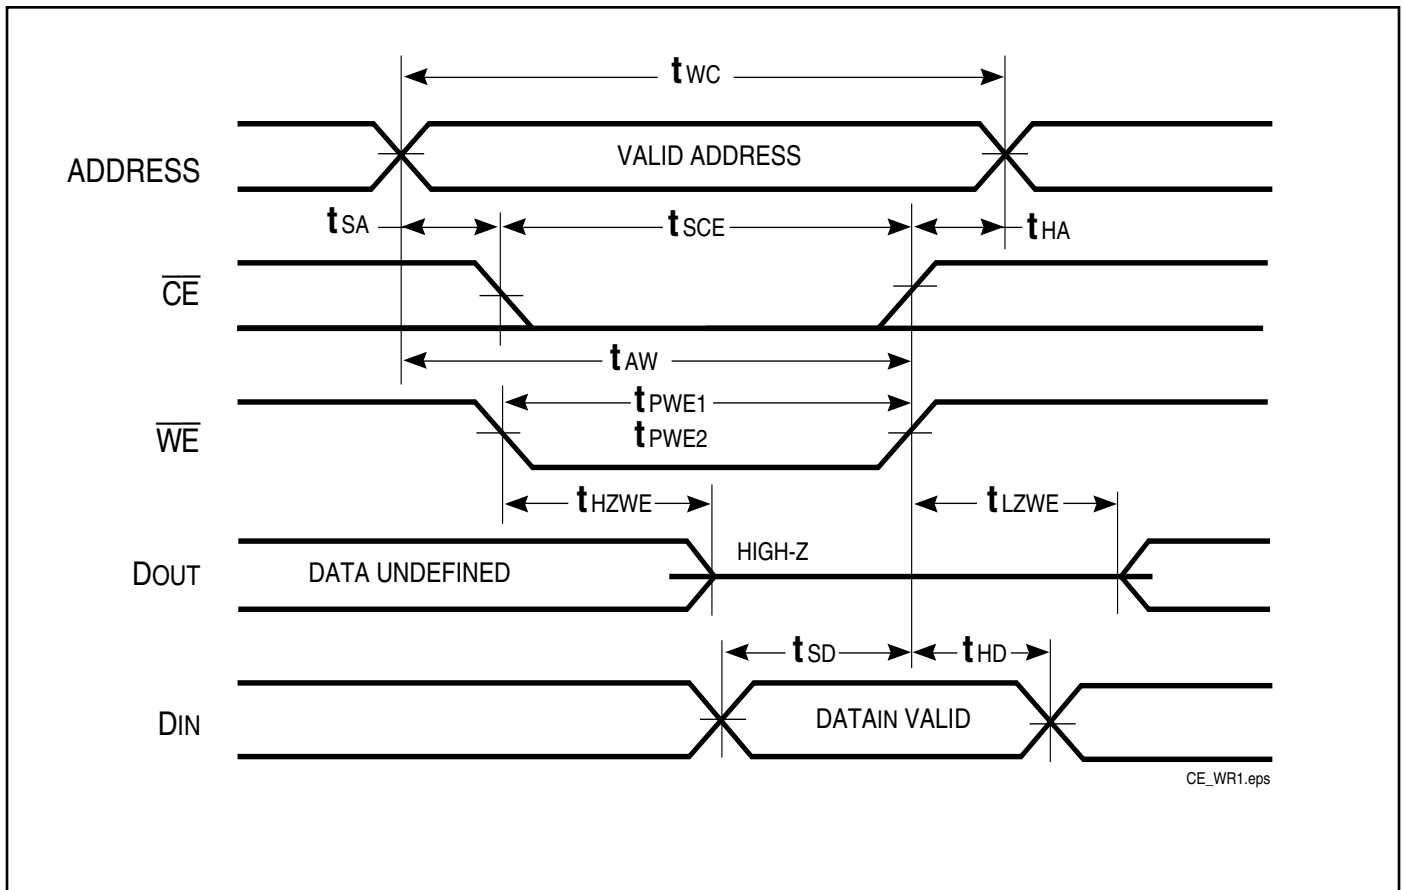 tWC
ADDRESS
VALID ADDRESS
tSA
tSCE
tHA
CE
tAW
tPWE1
WE
tPWE2
tHZWE
tLZWE
DOUT
DATA UNDEFINED
HIGH-Z
tSD
tHD
DIN
DATAIN VALID
CE_WR1.eps